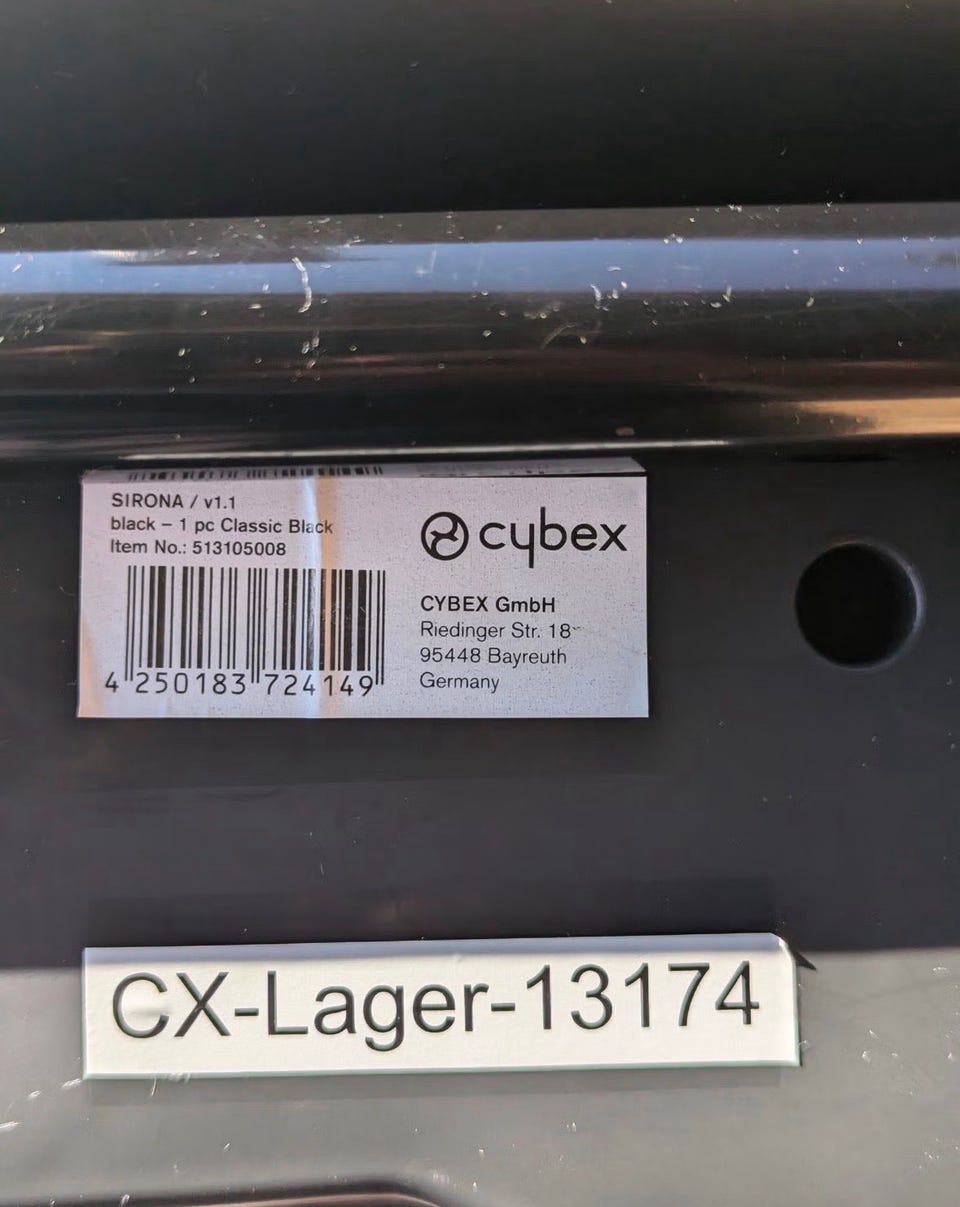 SIRONA / v1.1
black – 1 pc Classic Black
Item No.: 513105008
4 250183 724149
cybex
CYBEX GmbH
Riedinger Str. 18
95448 Bayreuth
Germany
CX-Lager-13174